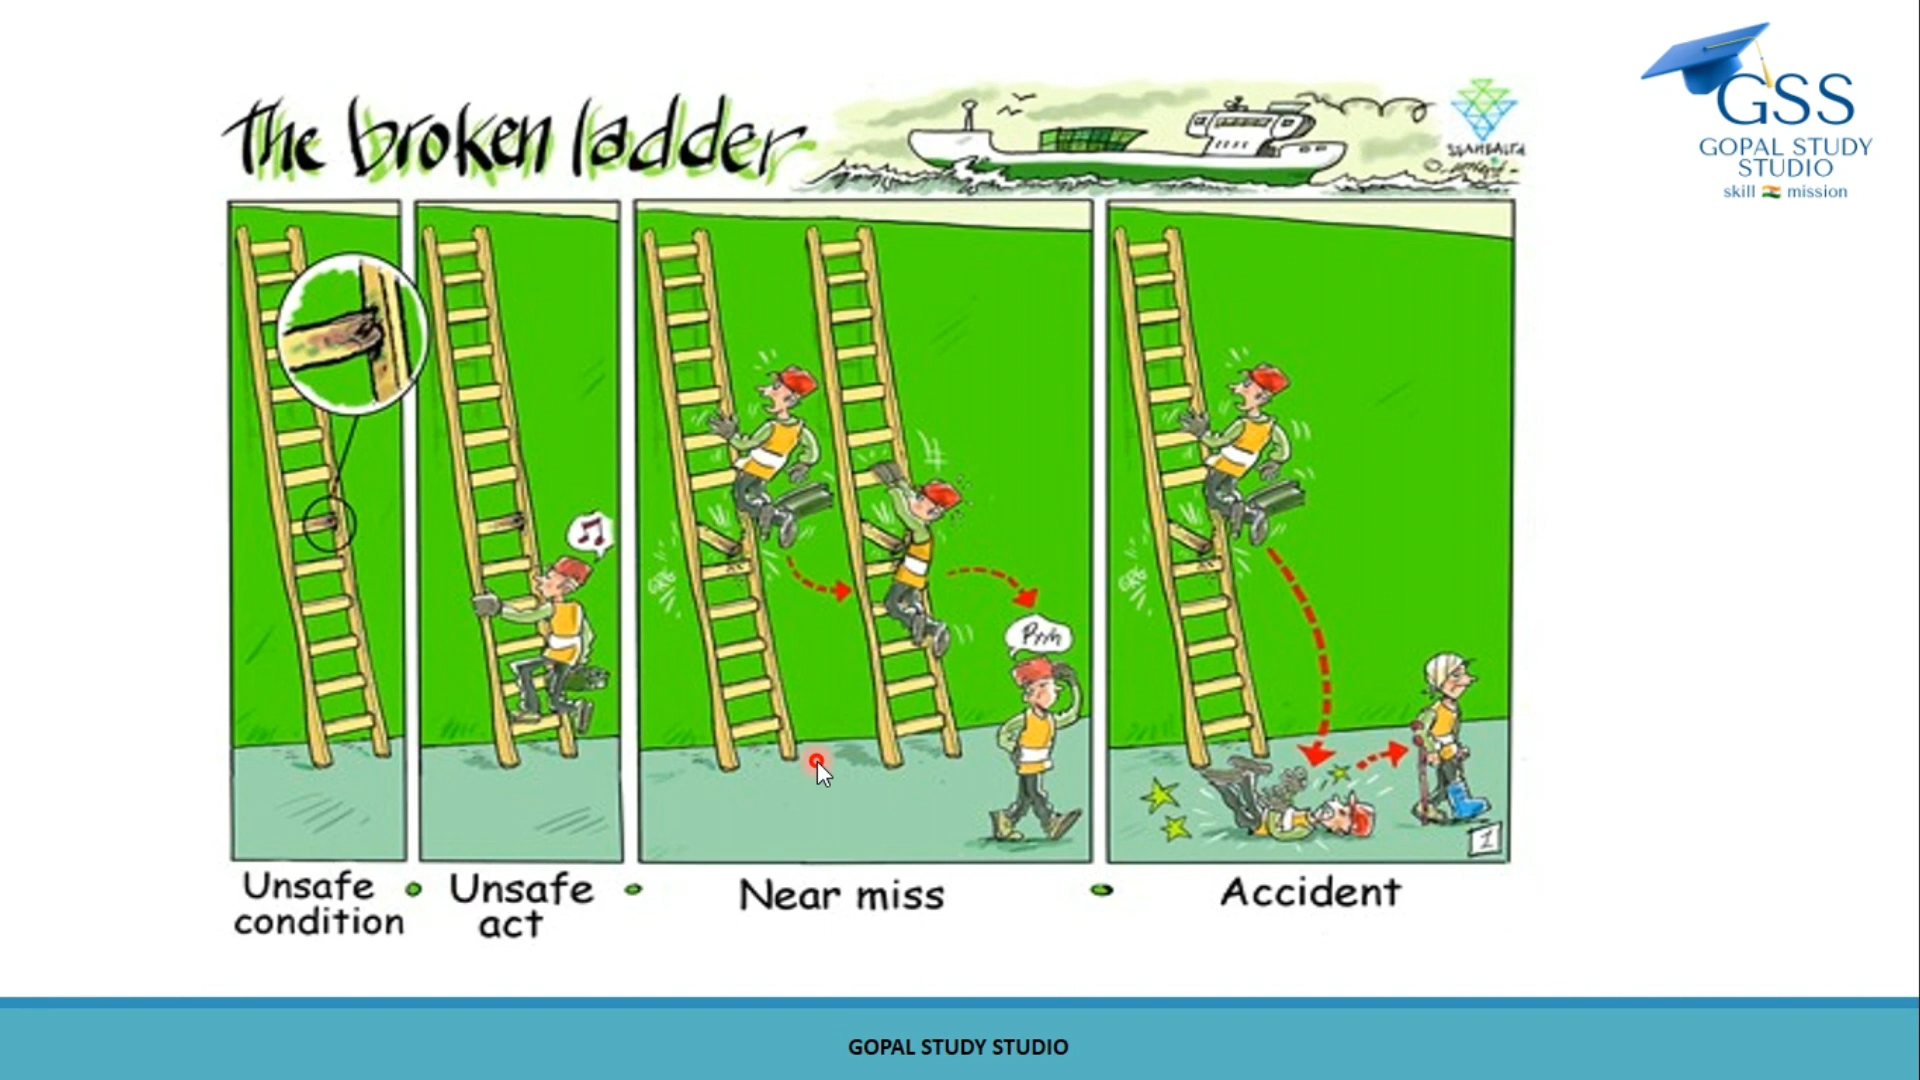 The broken ladder
GSS
GOPAL STUDY
STUDIO
skill mission
Prrh
Unsafe
condition
Unsafe
act
Near miss
Accident
1
GOPAL STUDY STUDIO